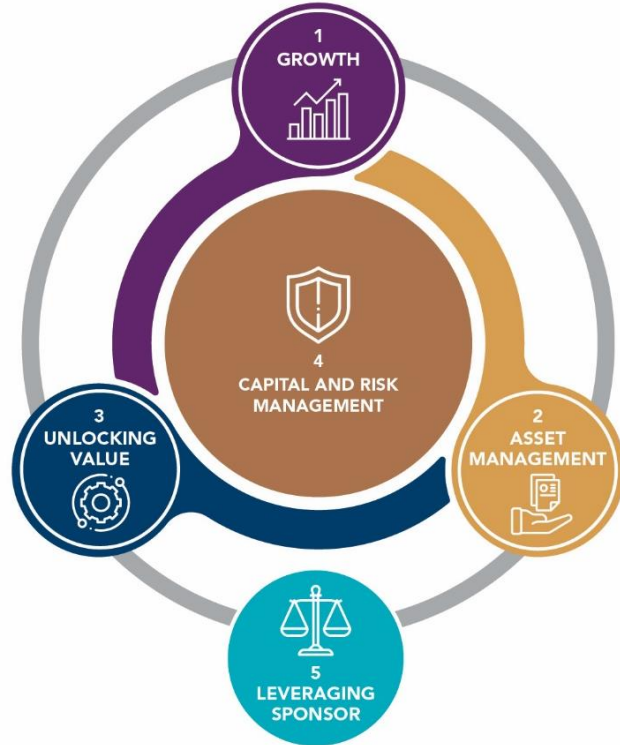 1
GROWTH
2
ASSET
MANAGEMENT
3
UNLOCKING
VALUE
4
CAPITAL AND RISK
MANAGEMENT
5
LEVERAGING
SPONSOR